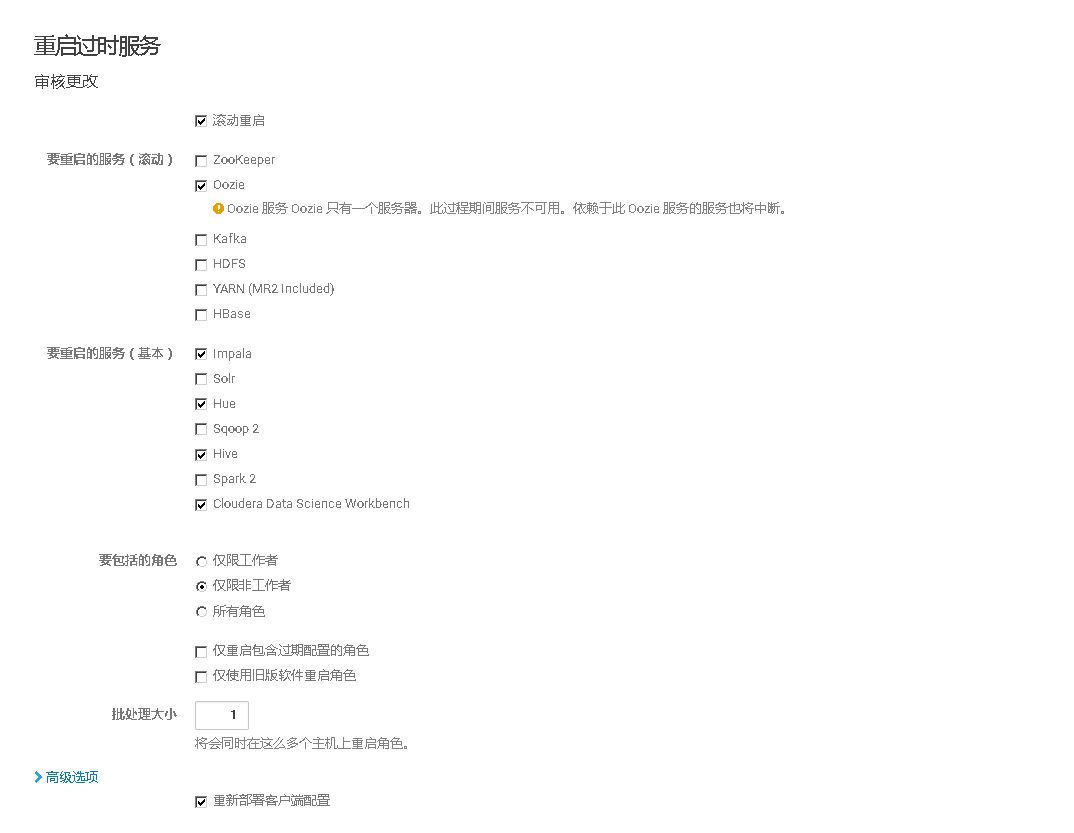 重启过时服务
审核更改
滚动重启
要重启的服务（滚动） ZooKeeper
Oozie
Oozie 服务 Oozie 只有一个服务器。此过程期间服务不可用。依赖于此 Oozie 服务的服务也将中断。
Kafka
HDFS
YARN (MR2 Included)
HBase
要重启的服务（基本） Impala
Solr
Hue
Sqoop 2
Hive
Spark 2
Cloudera Data Science Workbench
要包括的角色 仅限工作者
仅限非工作者
所有角色
仅重启包含过期配置的角色
仅使用旧版软件重启角色
批处理大小 1
将会同时在这么多个主机上重启角色。
高级选项
重新部署客户端配置